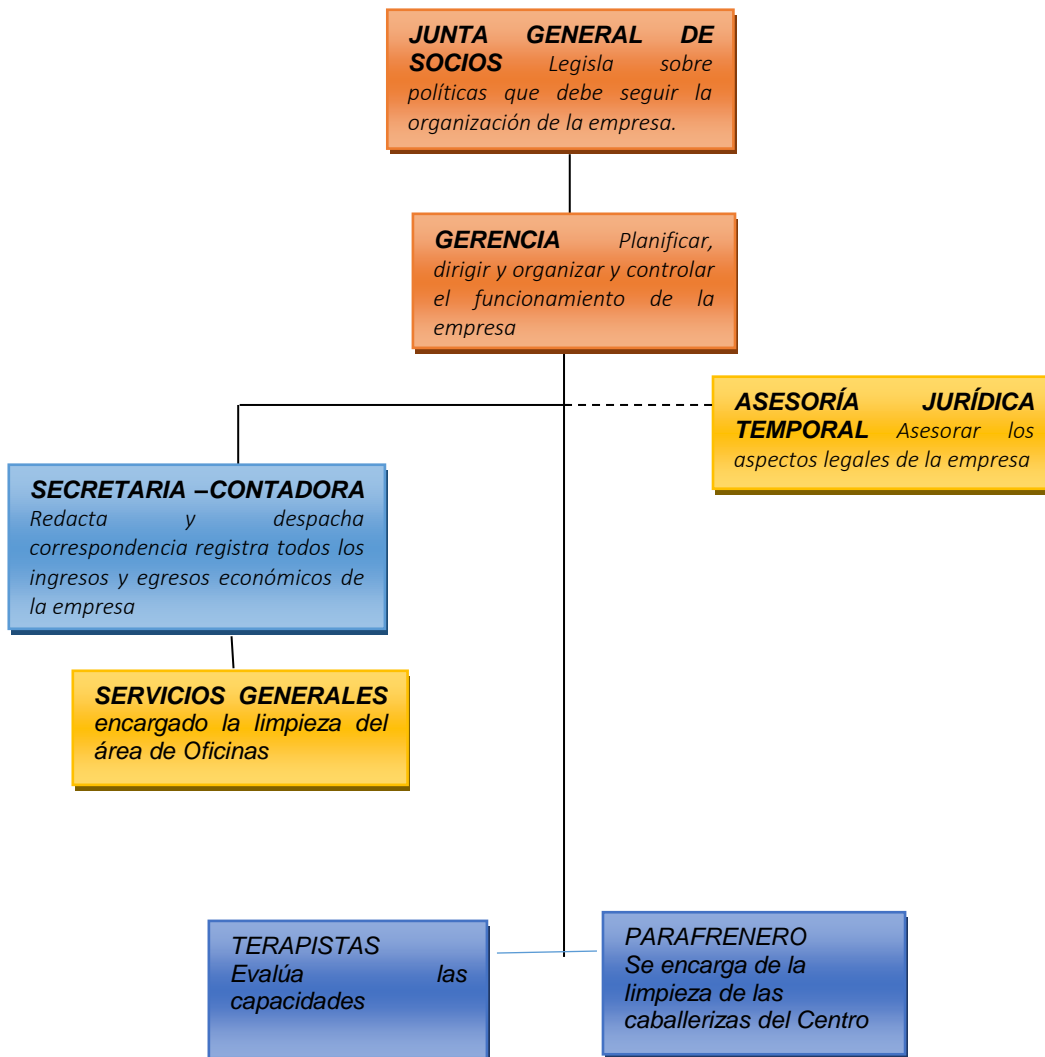 JUNTA GENERAL DE
SOCIOS Legisla sobre
políticas que debe seguir la
organización de la empresa.
GERENCIA Planificar,
dirigir y organizar y controlar
el funcionamiento de la
empresa
ASESORÍA JURÍDICA
TEMPORAL Asesorar los
aspectos legales de la empresa
SECRETARIA –CONTADORA
Redacta y despacha
correspondencia registra todos los
ingresos y egresos económicos de
la empresa
SERVICIOS GENERALES
encargado la limpieza del
área de Oficinas
TERAPISTAS
Evalúa las
capacidades
PARAFRENERO
Se encarga de la
limpieza de las
caballerizas del Centro